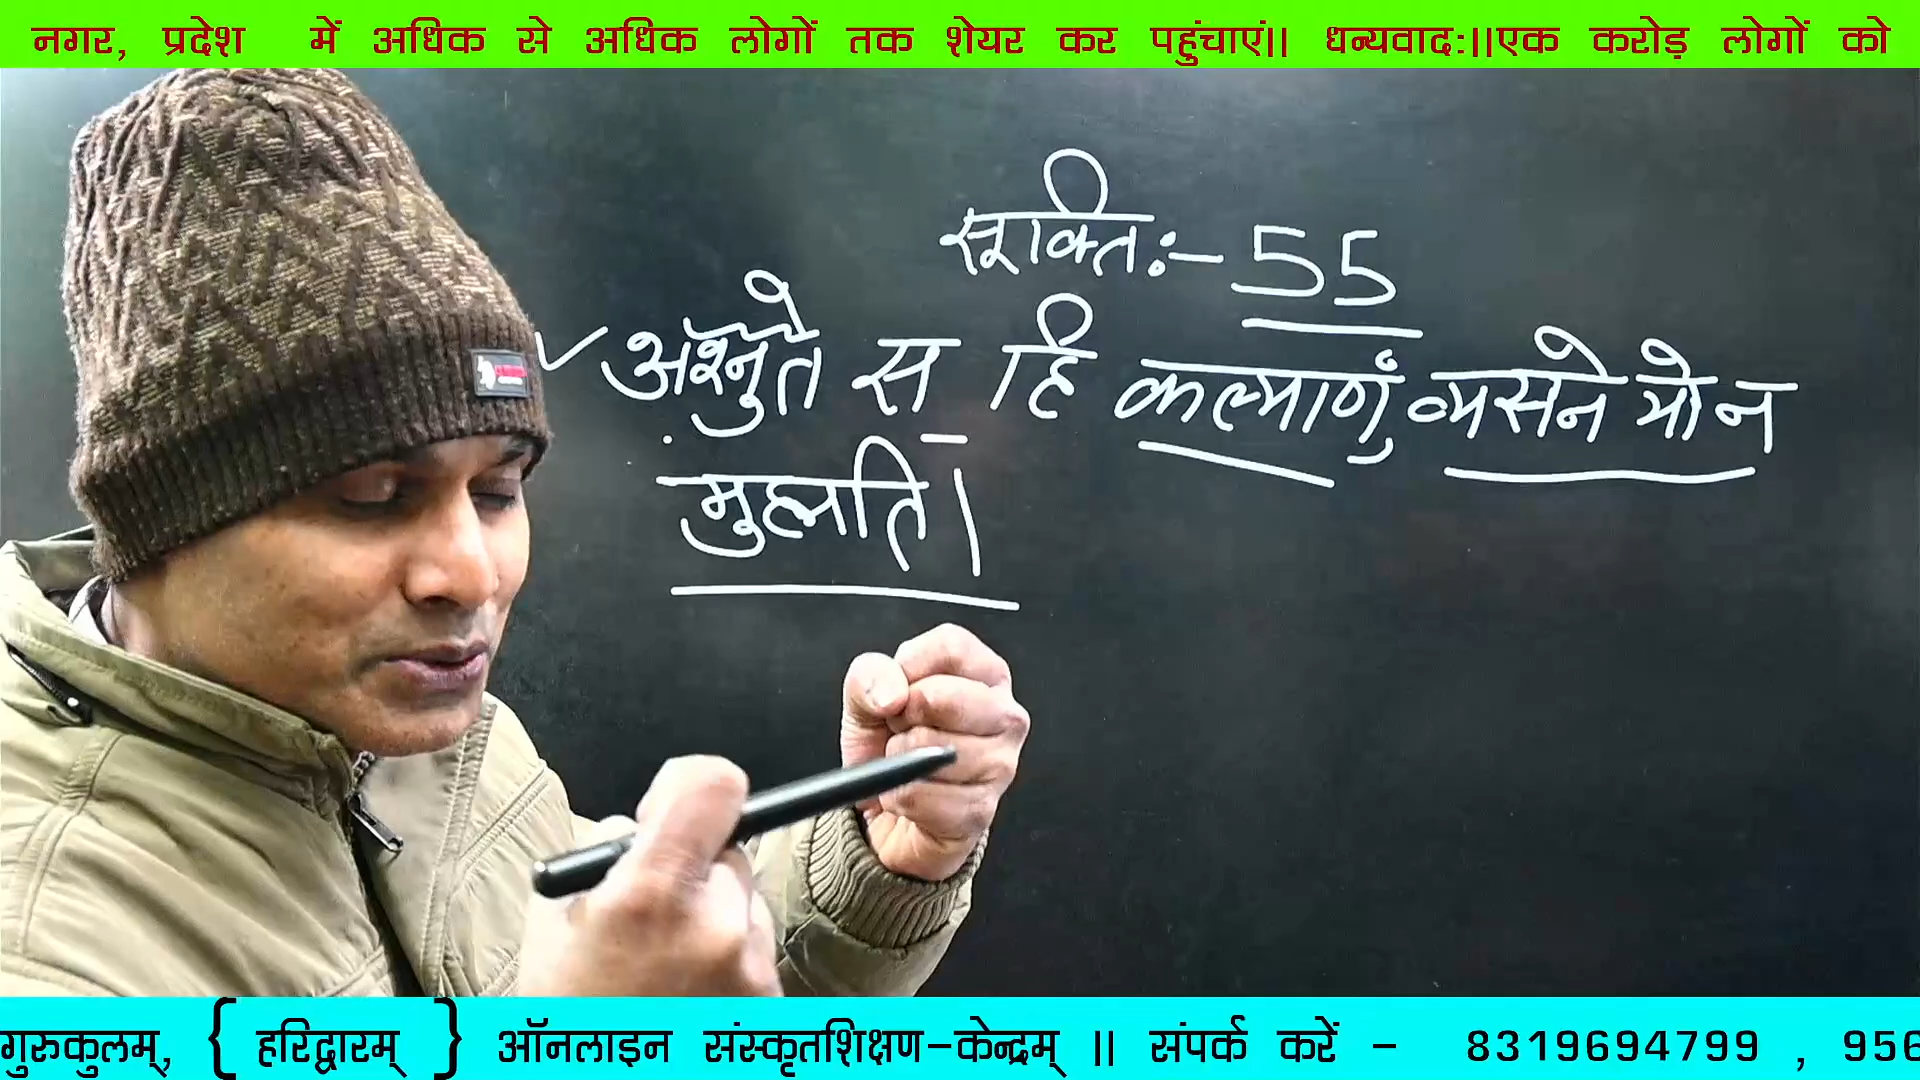 नगर, प्रदेश में अधिक से अधिक लोगों तक शेयर कर पहुंचाएं॥ धन्यवादः॥एक करोड़ लोगों को
सूक्तिः - 55
अश्नुते स हि कल्याणं व्यसने यो न
मुह्यति।
गुरुकुलम्, { हरिद्वारम् } ऑनलाइन संस्कृतशिक्षण-केन्द्रम् ॥ संपर्क करें - 8319694799 , 956